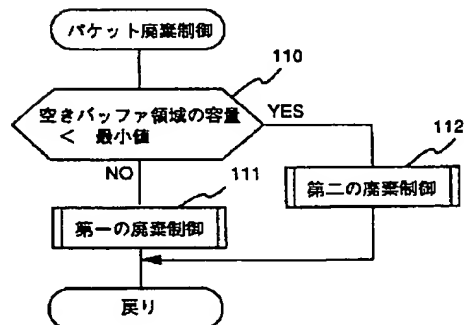 パケット廃棄制御
110
空きバッファ領域の容量
< 最小値
YES
NO
112
第二の廃棄制御
111
第一の廃棄制御
戻り